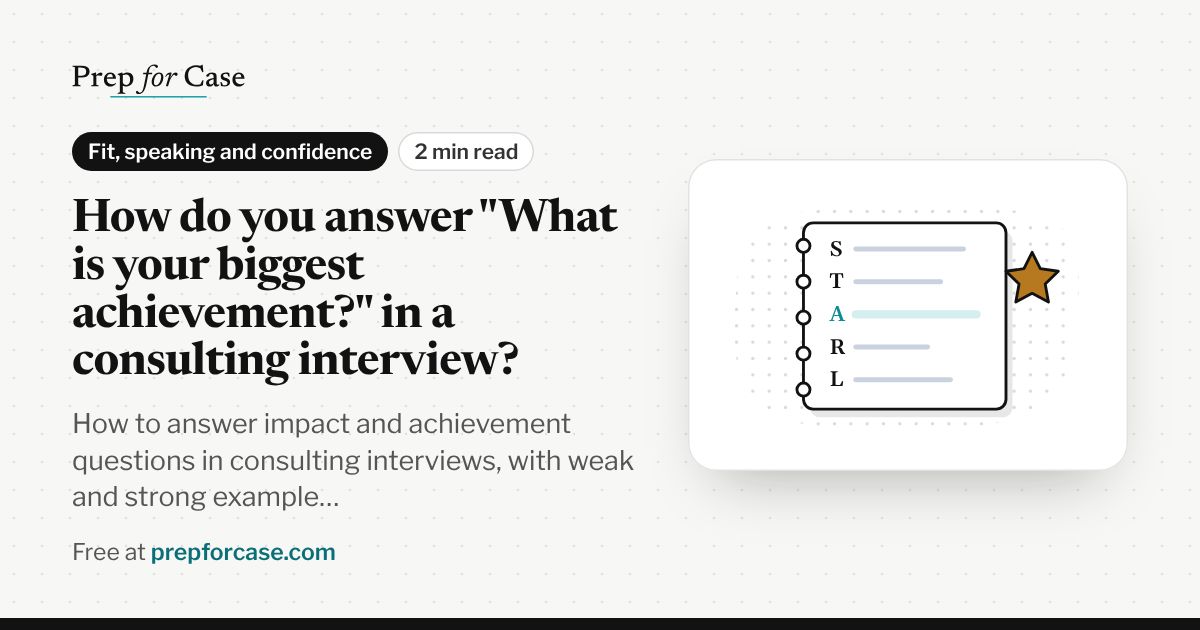 Prep for Case
Fit, speaking and confidence
2 min read
How do you answer "What
is your biggest
achievement?" in a
consulting interview?
How to answer impact and achievement
questions in consulting interviews, with weak
and strong example...
Free at prepforcase.com
S
T
A
R
L